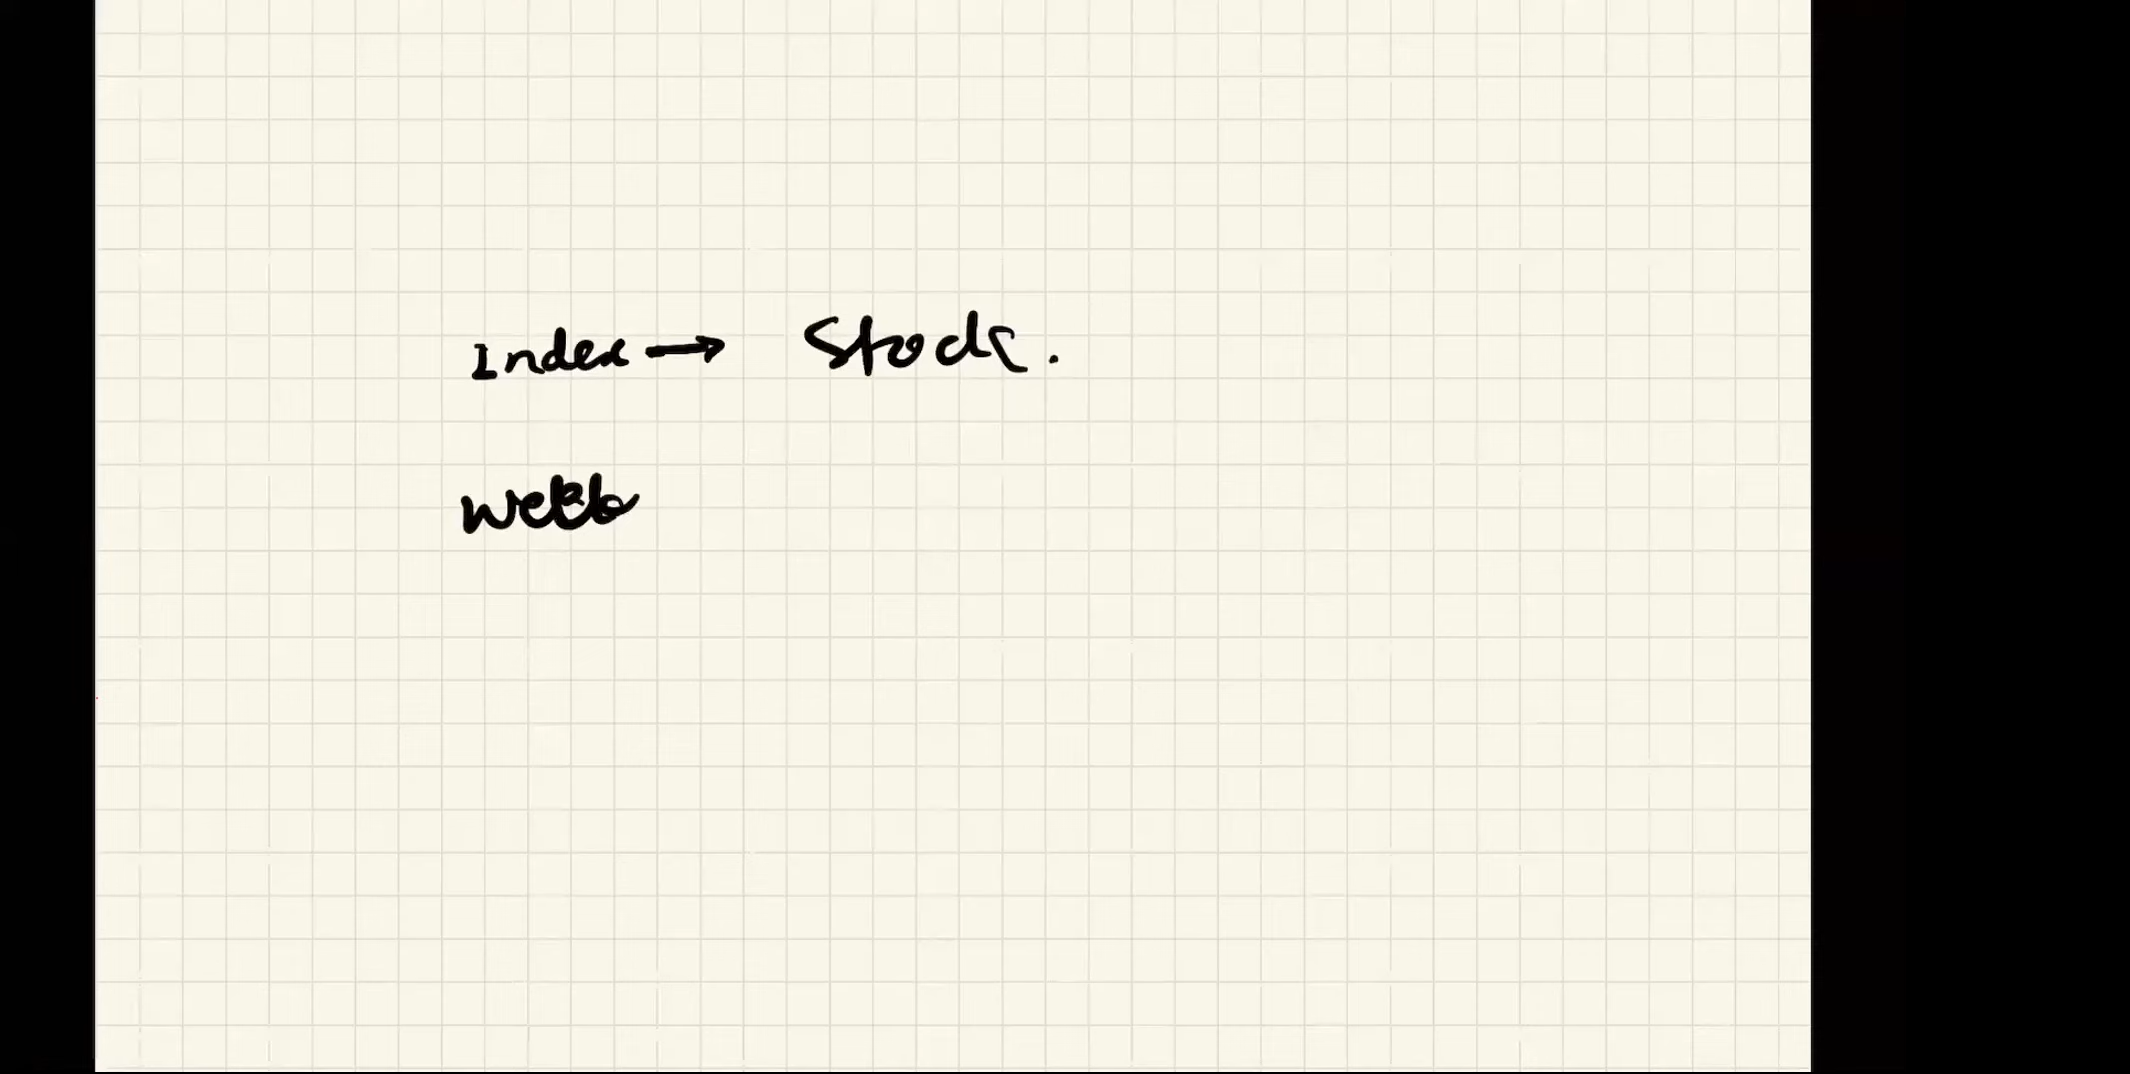 Index → Stock.